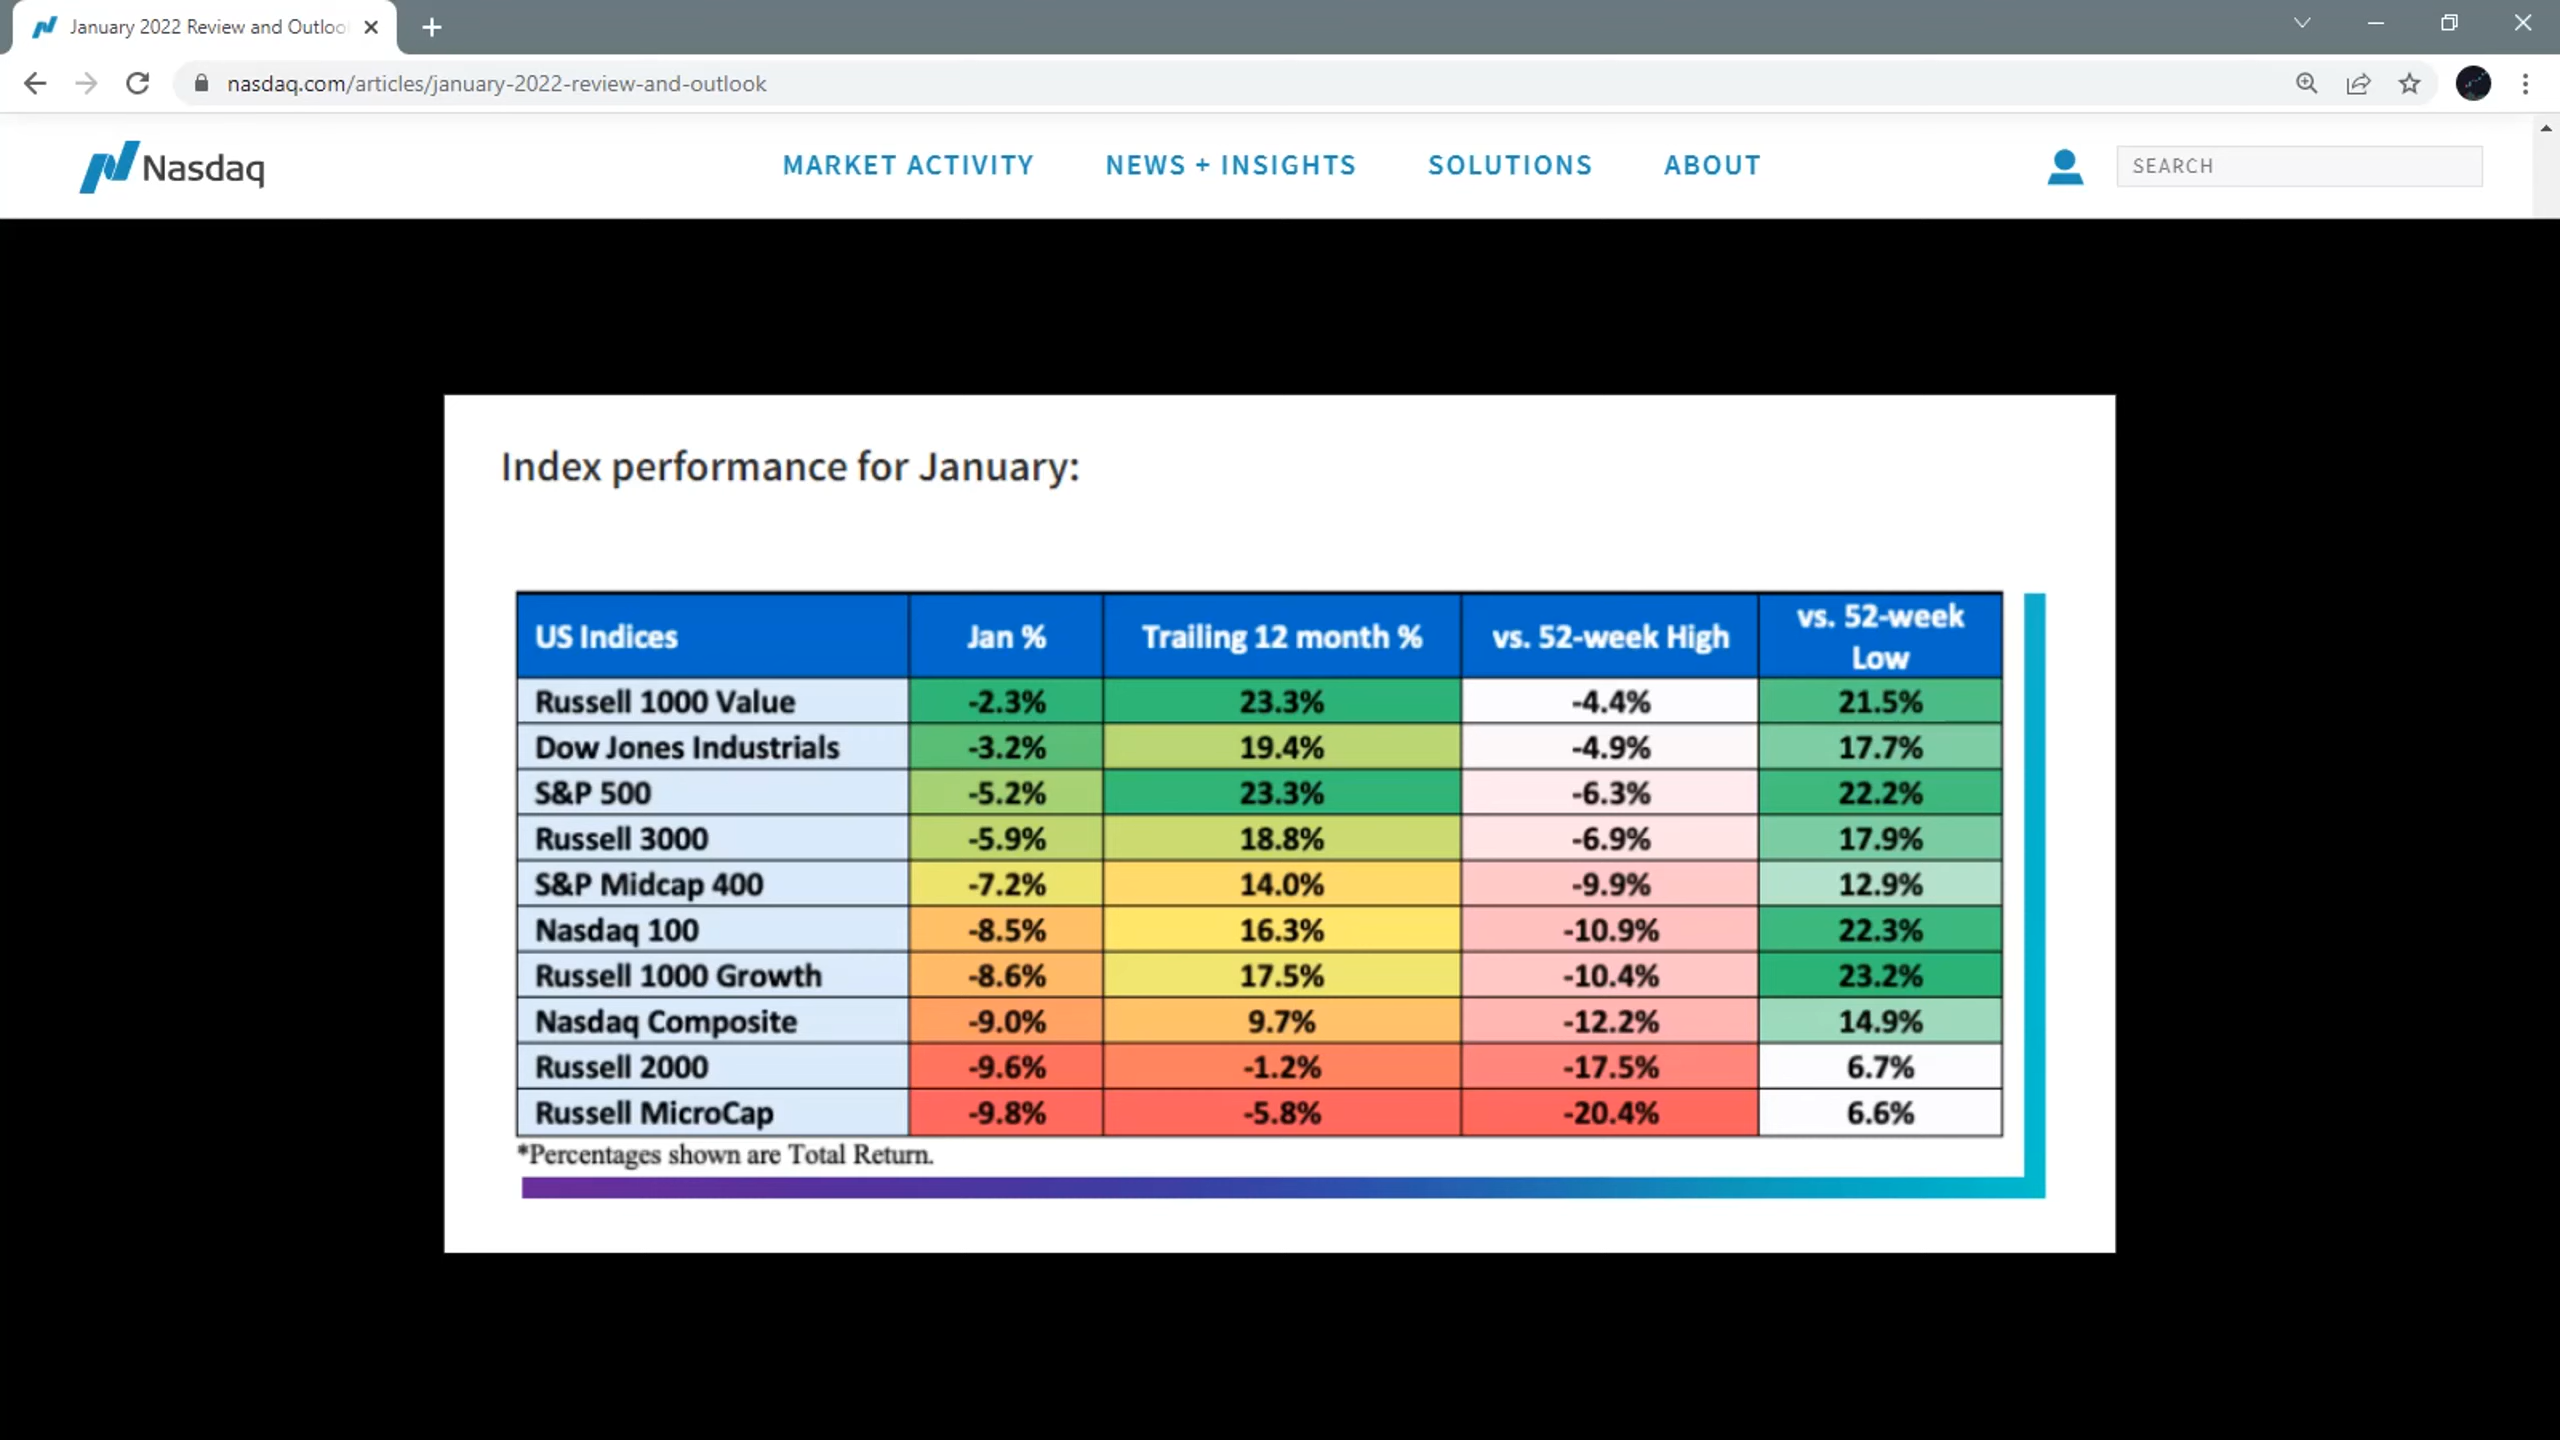 January 2022 Review and Outloo
nasdaq.com/articles/january-2022-review-and-outlook
Nasdaq
MARKET ACTIVITY NEWS + INSIGHTS SOLUTIONS ABOUT
SEARCH
Index performance for January:
US Indices Jan % Trailing 12 month % vs. 52-week High vs. 52-week Low
Russell 1000 Value -2.3% 23.3% -4.4% 21.5%
Dow Jones Industrials -3.2% 19.4% -4.9% 17.7%
S&P 500 -5.2% 23.3% -6.3% 22.2%
Russell 3000 -5.9% 18.8% -6.9% 17.9%
S&P Midcap 400 -7.2% 14.0% -9.9% 12.9%
Nasdaq 100 -8.5% 16.3% -10.9% 22.3%
Russell 1000 Growth -8.6% 17.5% -10.4% 23.2%
Nasdaq Composite -9.0% 9.7% -12.2% 14.9%
Russell 2000 -9.6% -1.2% -17.5% 6.7%
Russell MicroCap -9.8% -5.8% -20.4% 6.6%
*Percentages shown are Total Return.